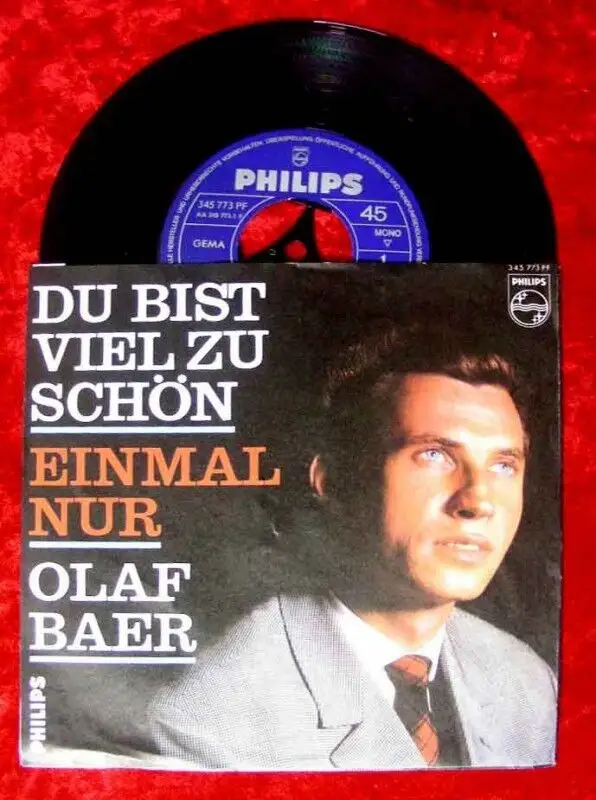 PHILIPS
345 773 PF
45
MONO
GEMA
1
345 773 PF
PHILIPS
DU BIST
VIEL ZU
SCHÖN
EINMAL
NUR
OLAF
BAER
PHILIPS